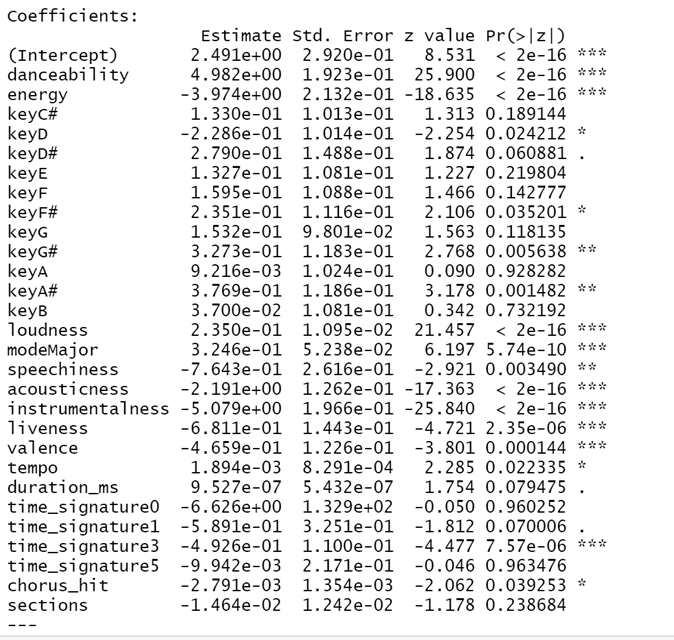 Coefficients:
Estimate Std. Error z value Pr(>|z|)
(Intercept) 2.491e+00 2.920e-01 8.531 < 2e-16 ***
danceability 4.982e+00 1.923e-01 25.900 < 2e-16 ***
energy -3.974e+00 2.132e-01 -18.635 < 2e-16 ***
keyC# 1.330e-01 1.013e-01 1.313 0.189144
keyD -2.286e-01 1.014e-01 -2.254 0.024212 *
keyD# 2.790e-01 1.488e-01 1.874 0.060881 .
keyE 1.327e-01 1.081e-01 1.227 0.219804
keyF 1.595e-01 1.088e-01 1.466 0.142777
keyF# 2.351e-01 1.116e-01 2.106 0.035201 *
keyG 1.532e-01 9.801e-02 1.563 0.118135
keyG# 3.273e-01 1.183e-01 2.768 0.005638 **
keyA 9.216e-03 1.024e-01 0.090 0.928282
keyA# 3.769e-01 1.186e-01 3.178 0.001482 **
keyB 3.700e-02 1.081e-01 0.342 0.732192
loudness 2.350e-01 1.095e-02 21.457 < 2e-16 ***
modeMajor 3.246e-01 5.238e-02 6.197 5.74e-10 ***
speechiness -7.643e-01 2.616e-01 -2.921 0.003490 **
acousticness -2.191e+00 1.262e-01 -17.363 < 2e-16 ***
instrumentalness -5.079e+00 1.966e-01 -25.840 < 2e-16 ***
liveness -6.811e-01 1.443e-01 -4.721 2.35e-06 ***
valence -4.659e-01 1.226e-01 -3.801 0.000144 ***
tempo 1.894e-03 8.291e-04 2.285 0.022335 *
duration_ms 9.527e-07 5.432e-07 1.754 0.079475 .
time_signature0 -6.626e+00 1.329e+02 -0.050 0.960252
time_signature1 -5.891e-01 3.251e-01 -1.812 0.070006 .
time_signature3 -4.926e-01 1.100e-01 -4.477 7.57e-06 ***
time_signature5 -9.942e-03 2.171e-01 -0.046 0.963476
chorus_hit -2.791e-03 1.354e-03 -2.062 0.039253 *
sections -1.464e-02 1.242e-02 -1.178 0.238684
---